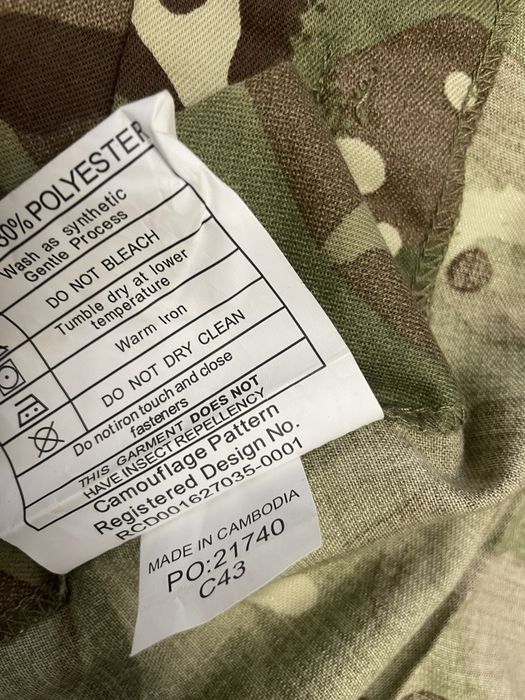 POLYESTER
Wash as synthetic
Gentle Process
DO NOT BLEACH
Tumble dry at lower
temperature
Warm Iron
DO NOT DRY CLEAN
Do not iron touch and close
fasteners
THIS GARMENT DOES NOT
HAVE INSECT REPELLENCY
Camouflage Pattern
Registered Design No.
RCD001627035-0001
MADE IN CAMBODIA
PO:21740
C43